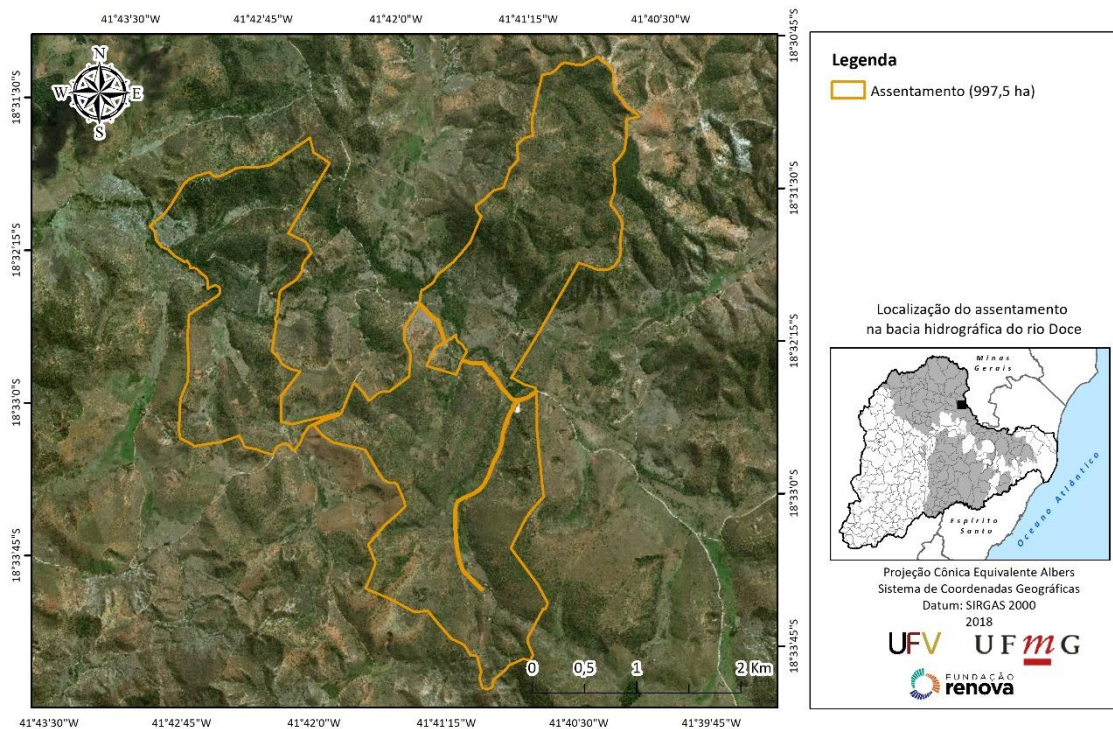 41°43'30"S 41°42'45"S 41°42'0"S 41°41'15"S 41°40'30"S
18°31'30"S
18°32'15"S
18°33'0"S
18°33'45"S
N
W E
S
0 0,5 1 2 Km
18°30'45"S
18°31'30"S
18°32'15"S
18°33'0"S
18°33'45"S
41°43'30"S 41°42'45"S 41°42'0"S 41°41'15"S 41°40'30"S 41°39'45"S
Legenda
Assentamento (997,5 ha)
Localização do assentamento
na bacia hidrográfica do rio Doce
Minas
Gerais
Espírito
Santo
Oceano Atlântico
Projeção Cônica Equivalente Albers
Sistema de Coordenadas Geográficas
Datum: SIRGAS 2000
2018
UFV UFmG
FUNDAÇÃO
renova